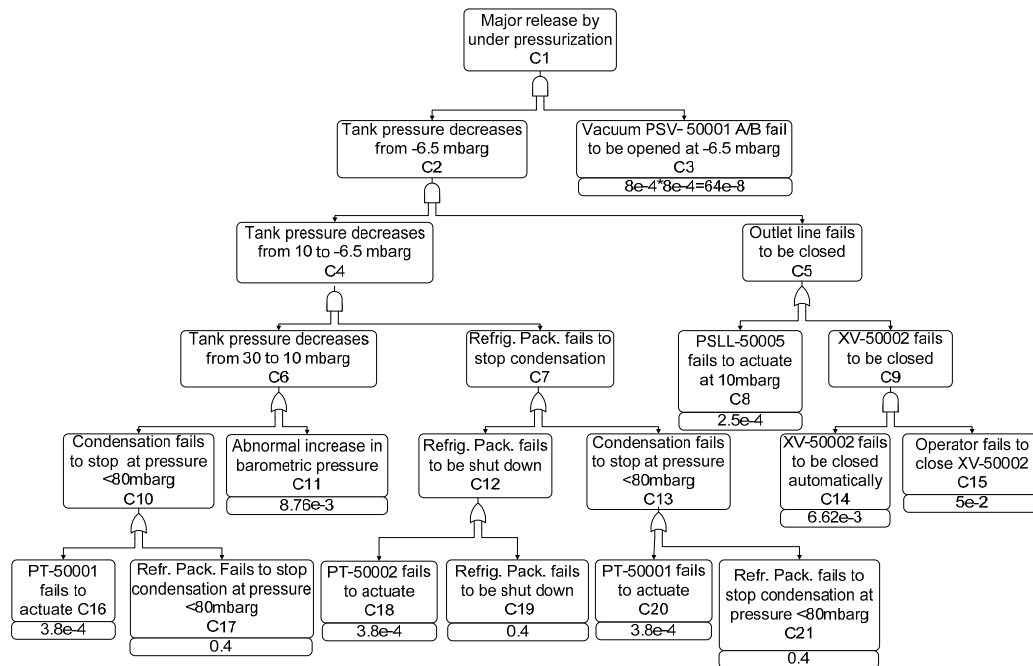 Major release by
under pressurization
C1
Tank pressure decreases
from -6.5 mbarg
C2
Vacuum PSV- 50001 A/B fail
to be opened at -6.5 mbarg
C3
8e-4*8e-4=64e-8
Tank pressure decreases
from 10 to -6.5 mbarg
C4
Outlet line fails
to be closed
C5
Tank pressure decreases
from 30 to 10 mbarg
C6
Refrig. Pack. fails to
stop condensation
C7
PSLL-50005
fails to actuate
at 10mbarg
C8
2.5e-4
XV-50002 fails
to be closed
C9
Condensation fails
to stop at pressure
<80mbarg
C10
Abnormal increase in
barometric pressure
C11
8.76e-3
Refrig. Pack. fails
to be shut down
C12
Condensation fails
to stop at pressure
<80mbarg
C13
XV-50002 fails
to be closed
automatically
C14
6.62e-3
Operator fails to
close XV-50002
C15
5e-2
PT-50001
fails to
actuate C16
3.8e-4
Refr. Pack. Fails to stop
condensation at pressure
<80mbarg
C17
0.4
PT-50002 fails
to actuate
C18
3.8e-4
Refrig. Pack. fails
to be shut down
C19
0.4
PT-50001 fails
to actuate
C20
3.8e-4
Refr. Pack. fails to
stop condensation at
pressure <80mbarg
C21
0.4